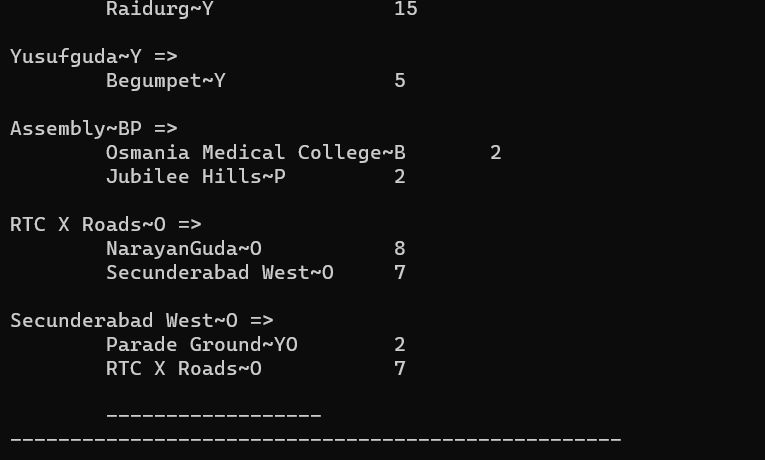 Raidurg~Y 15
Yusufguda~Y =>
Begumpet~Y 5
Assembly~BP =>
Osmania Medical College~B 2
Jubilee Hills~P 2
RTC X Roads~O =>
NarayanGuda~O 8
Secunderabad West~O 7
Secunderabad West~O =>
Parade Ground~YO 2
RTC X Roads~O 7
------------------
---------------------------------------------------